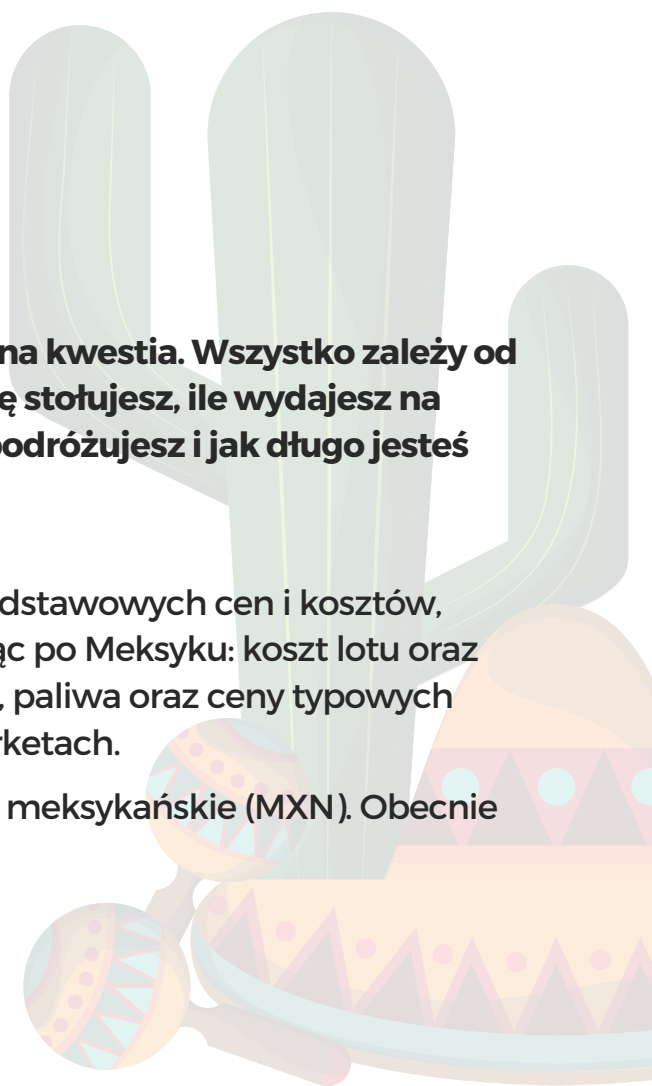 na kwestia. Wszystko zależy od
ę stołujesz, ile wydajesz na
podróżujesz i jak długo jesteś
dstawowych cen i kosztów,
ąc po Meksyku: koszt lotu oraz
, paliwa oraz ceny typowych
rketach.
meksykańskie (MXN). Obecnie